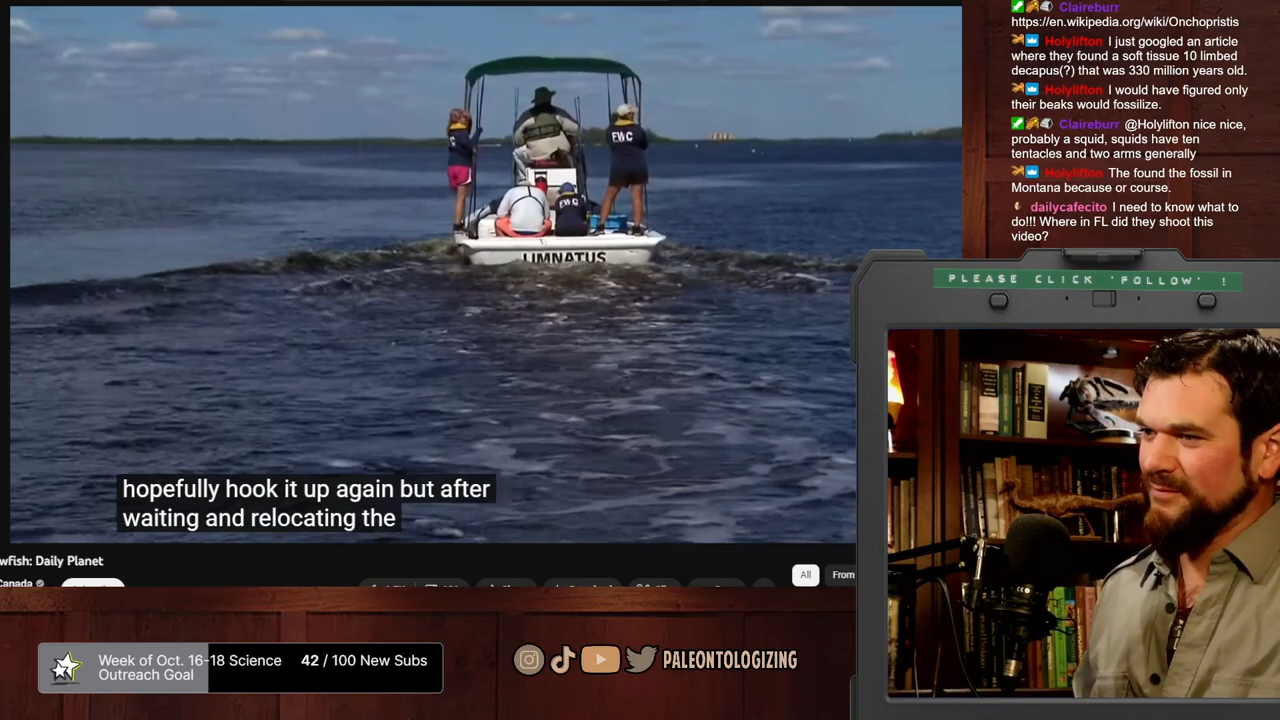 Claireburr
https://en.wikipedia.org/wiki/Onchopristis
Holylifton I just googled an article
where they found a soft tissue 10 limbed
decapus(?) that was 330 million years old.
Holylifton I would have figured only
their beaks would fossilize.
Claireburr @Holylifton nice nice,
probably a squid, squids have ten
tentacles and two arms generally
Holylifton The found the fossil in
Montana because or course.
dailycafecito I need to know what to
do!!! Where in FL did they shoot this
video?
PLEASE CLICK "FOLLOW" !
FWC
FWC
LIMNATUS
hopefully hook it up again but after
waiting and relocating the
wfish: Daily Planet
Canada
All
From
Week of Oct. 16-18 Science
Outreach Goal
42 / 100 New Subs
PALEONTOLOGIZING